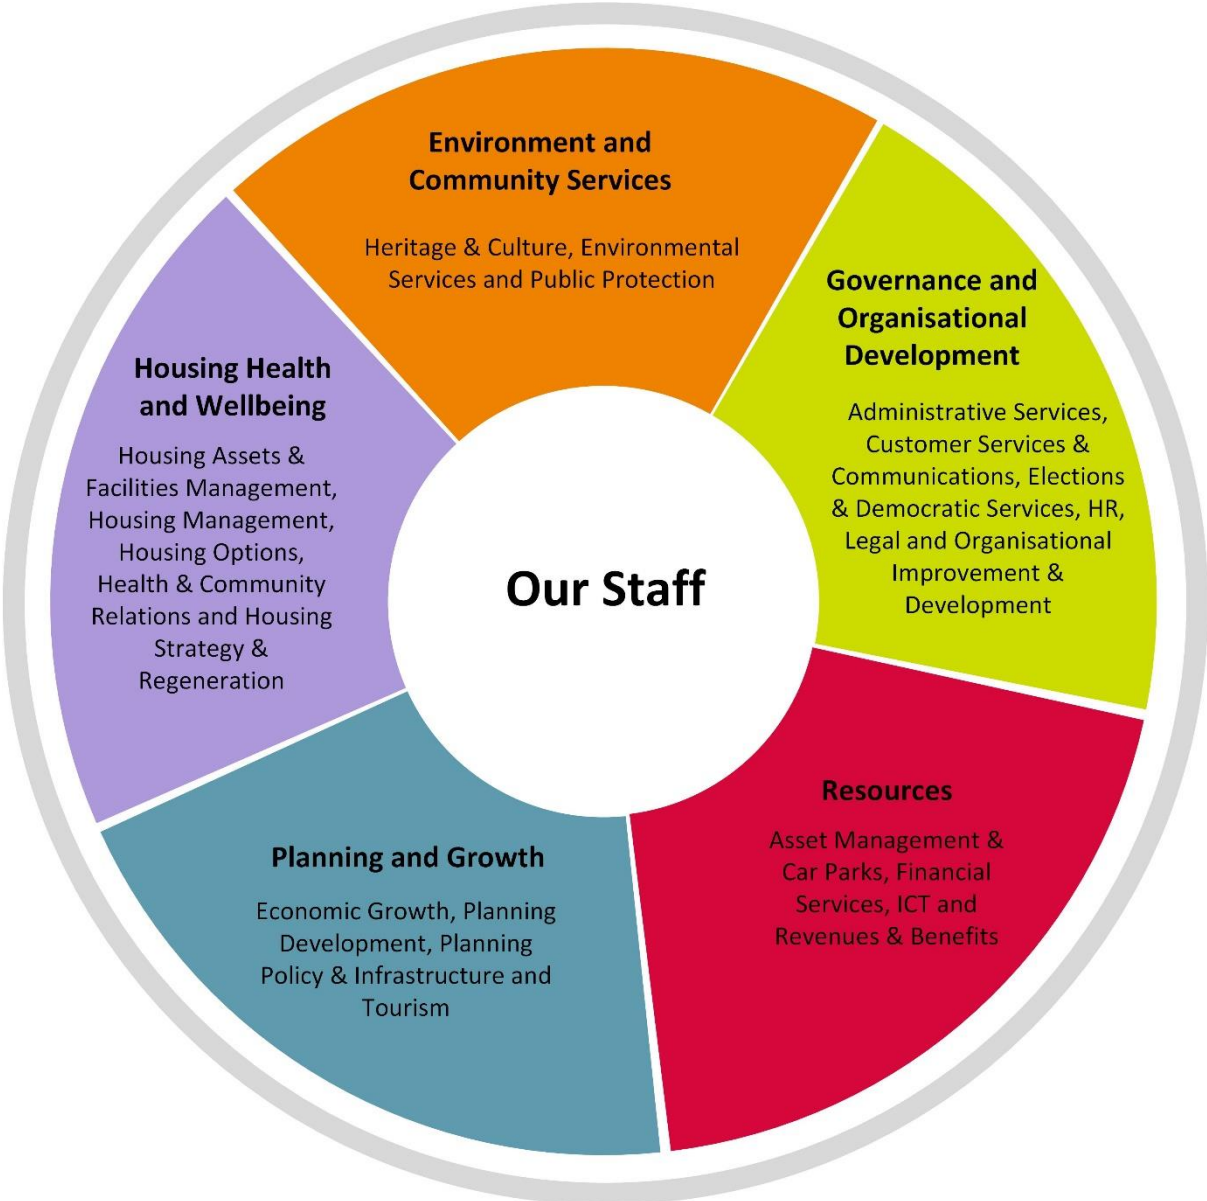 Environment and
Community Services
Heritage & Culture, Environmental
Services and Public Protection
Governance and
Organisational
Development
Administrative Services,
Customer Services &
Communications, Elections
& Democratic Services, HR,
Legal and Organisational
Improvement &
Development
Housing Health
and Wellbeing
Housing Assets &
Facilities Management,
Housing Management,
Housing Options,
Health & Community
Relations and Housing
Strategy &
Regeneration
Our Staff
Resources
Asset Management &
Car Parks, Financial
Services, ICT and
Revenues & Benefits
Planning and Growth
Economic Growth, Planning
Development, Planning
Policy & Infrastructure and
Tourism